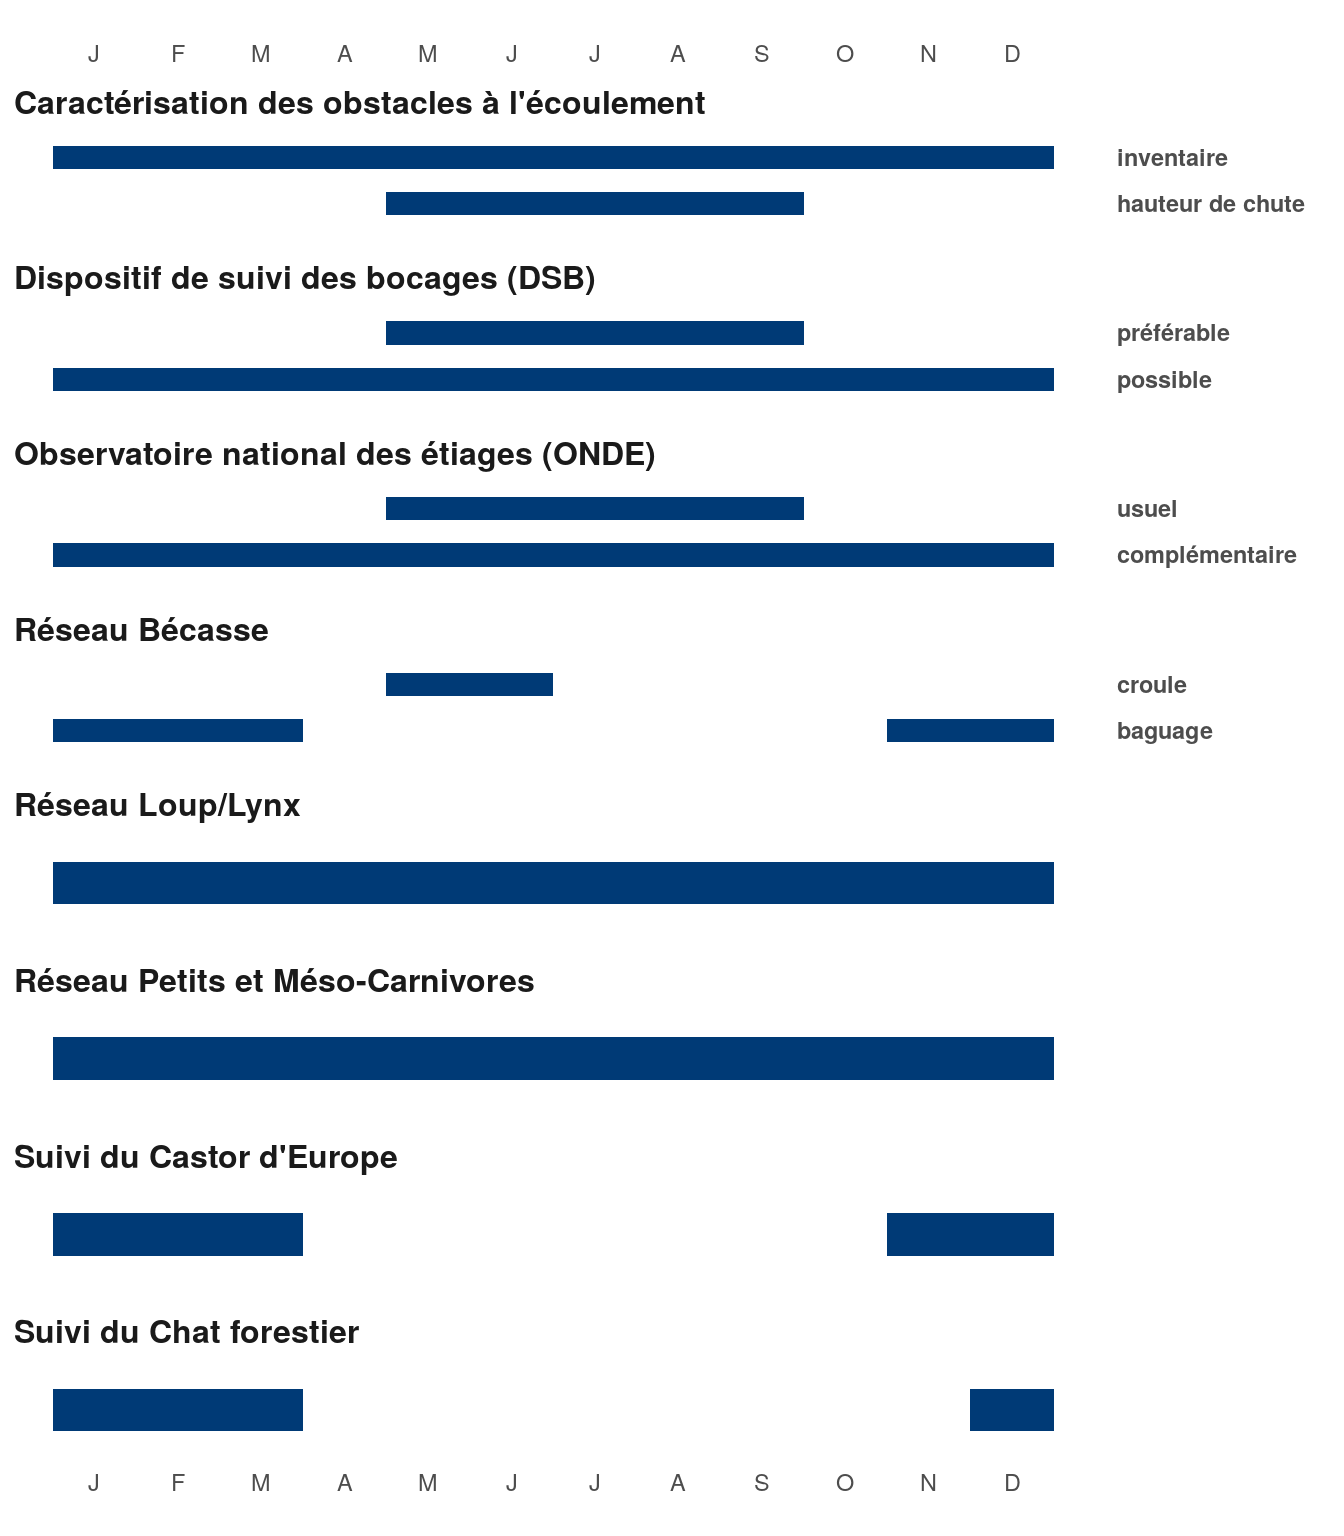 J F M A M J J A S O N D
Caractérisation des obstacles à l'écoulement
inventaire
hauteur de chute
Dispositif de suivi des bocages (DSB)
préférable
possible
Observatoire national des étiages (ONDE)
usuel
complémentaire
Réseau Bécasse
croule
baguage
Réseau Loup/Lynx
Réseau Petits et Méso-Carnivores
Suivi du Castor d'Europe
Suivi du Chat forestier
J F M A M J J A S O N D